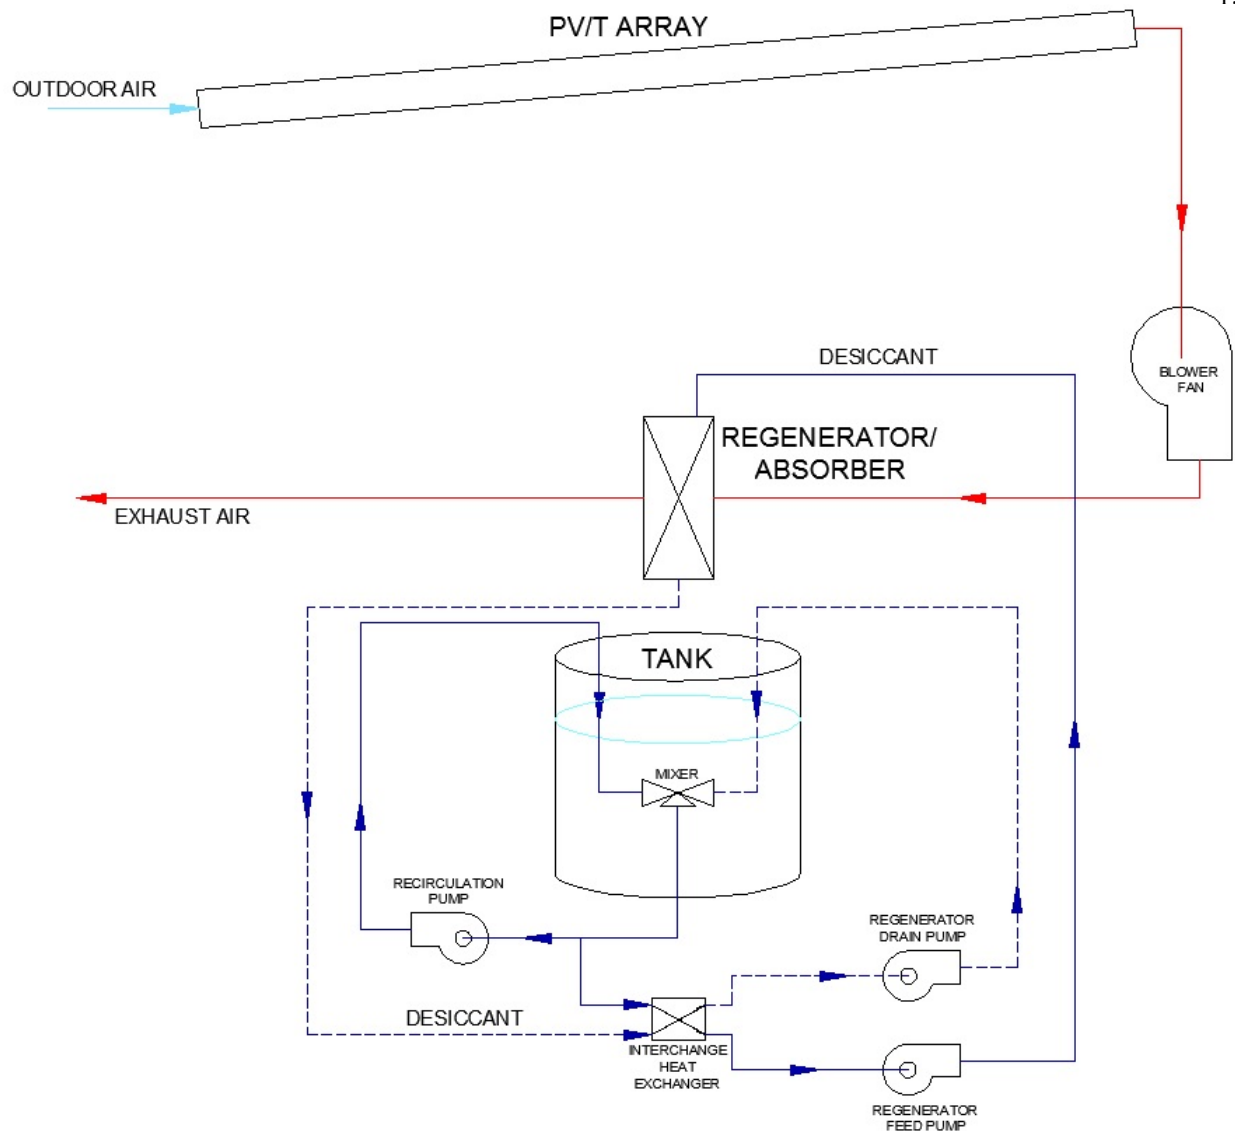 PV/T ARRAY
OUTDOOR AIR
BLOWER
FAN
DESICCANT
REGENERATOR/
ABSORBER
EXHAUST AIR
TANK
MIXER
RECIRCULATION
PUMP
REGENERATOR
DRAIN PUMP
DESICCANT
INTERCHANGE
HEAT
EXCHANGER
REGENERATOR
FEED PUMP